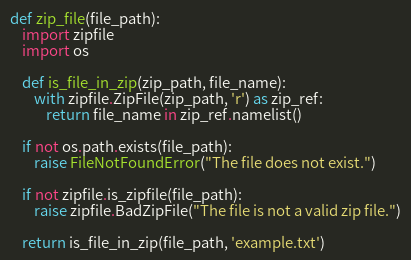 def zip_file(file_path):
    import zipfile
    import os

    def is_file_in_zip(zip_path, file_name):
        with zipfile.ZipFile(zip_path, 'r') as zip_ref:
            return file_name in zip_ref.namelist()

    if not os.path.exists(file_path):
        raise FileNotFoundError("The file does not exist.")

    if not zipfile.is_zipfile(file_path):
        raise zipfile.BadZipFile("The file is not a valid zip file.")

    return is_file_in_zip(file_path, 'example.txt')